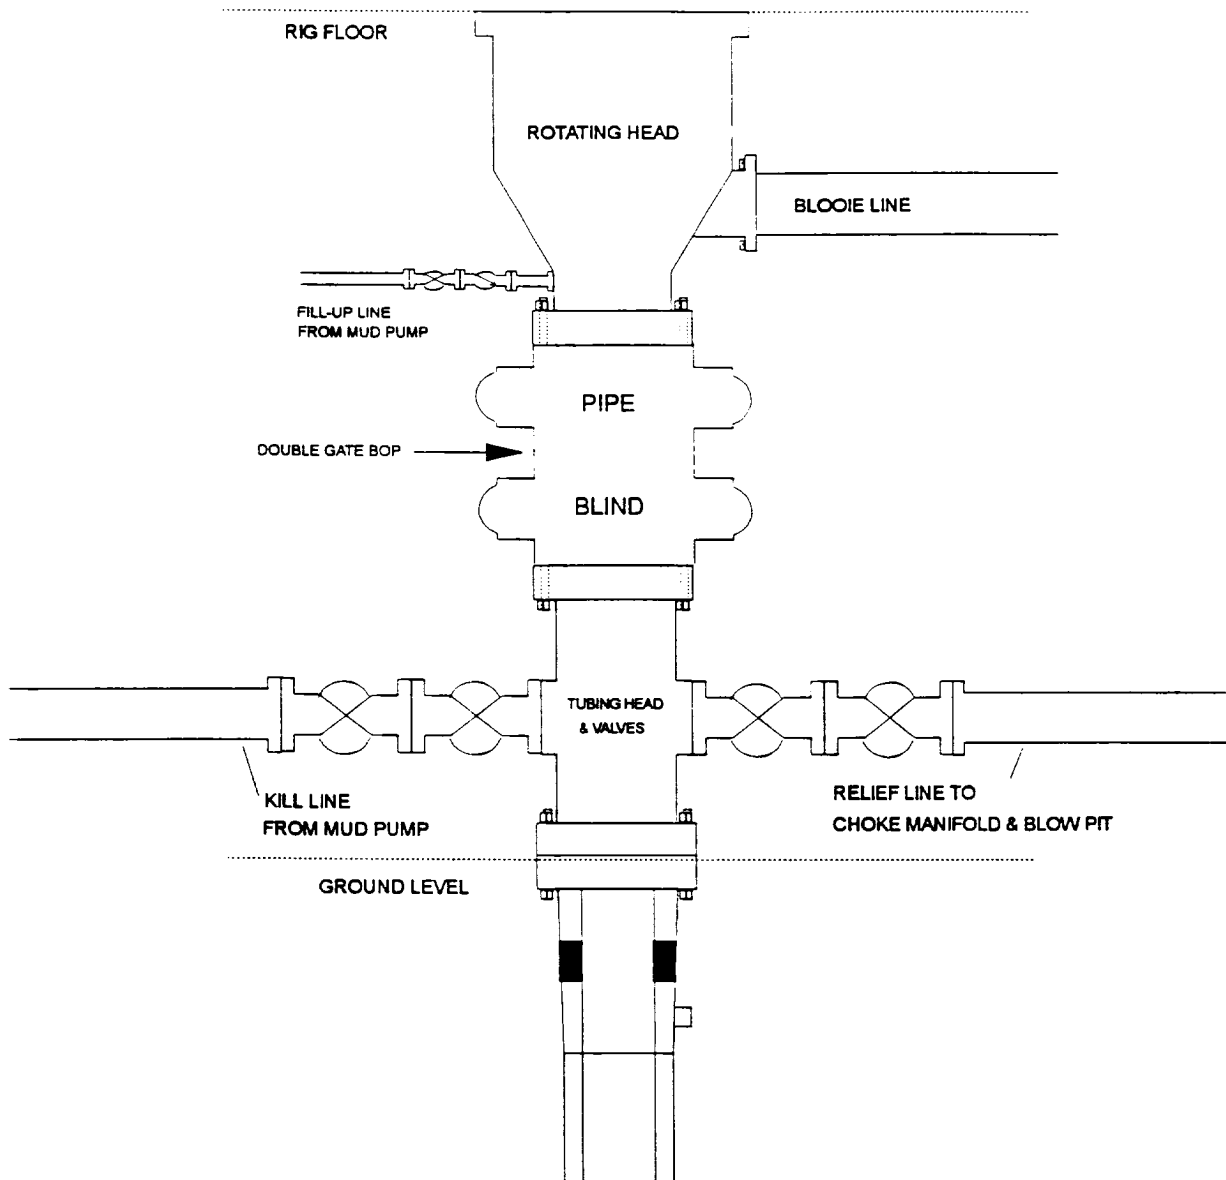 RIG FLOOR
ROTATING HEAD
BLOOIE LINE
FILL-UP LINE
FROM MUD PUMP
PIPE
DOUBLE GATE BOP
BLIND
TUBING HEAD
& VALVES
KILL LINE
FROM MUD PUMP
RELIEF LINE TO
CHOKE MANIFOLD & BLOW PIT
GROUND LEVEL